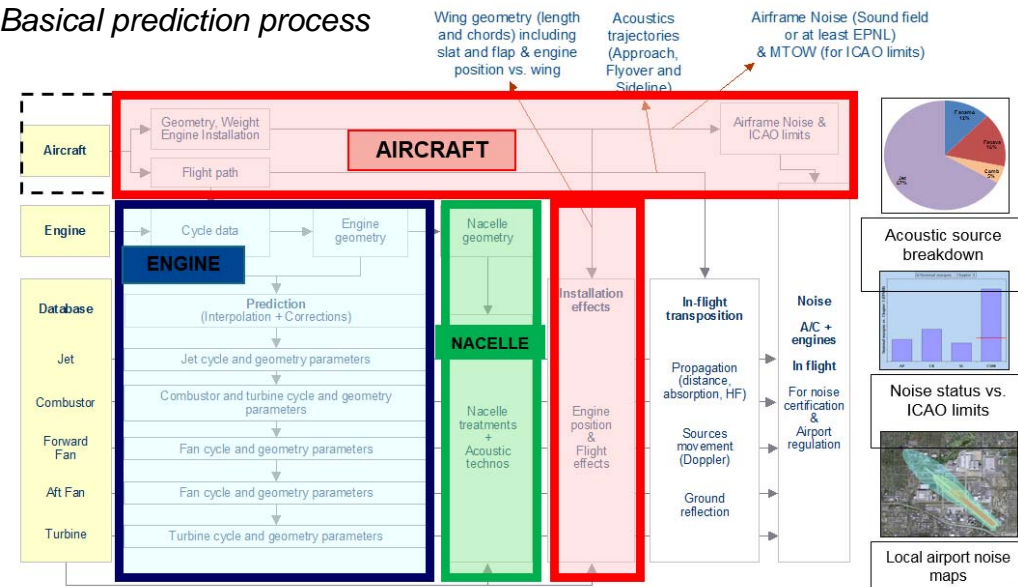 Basical prediction process
Wing geometry (length
and chords) including
slat and flap & engine
position vs. wing
Acoustics
trajectories
(Approach,
Flyover and
Sideline)
Airframe Noise (Sound field
or at least EPNL)
& MTOW (for ICAO limits)
Aircraft
Geometry, Weight
Engine Installation
Flight path
AIRCRAFT
Airframe Noise &
ICAO limits
Engine
Cycle data
Engine
geometry
Nacelle
geometry
ENGINE
Database
Jet
Combustor
Forward
Fan
Aft Fan
Turbine
Prediction
(Interpolation + Corrections)
Jet cycle and geometry parameters
Combustor and turbine cycle and geometry
parameters
Fan cycle and geometry parameters
Fan cycle and geometry parameters
Turbine cycle and geometry parameters
NACELLE
Nacelle
treatments
+
Acoustic
technos
Installation
effects
Engine
position
&
Flight
effects
In-flight
transposition
Propagation
(distance,
absorption, HF)
Sources
movement
(Doppler)
Ground
reflection
Noise
A/C +
engines
In flight
For noise
certification
&
Airport
regulation
Jet
Acoustic source
breakdown
Noise status vs.
ICAO limits
Local airport noise
maps